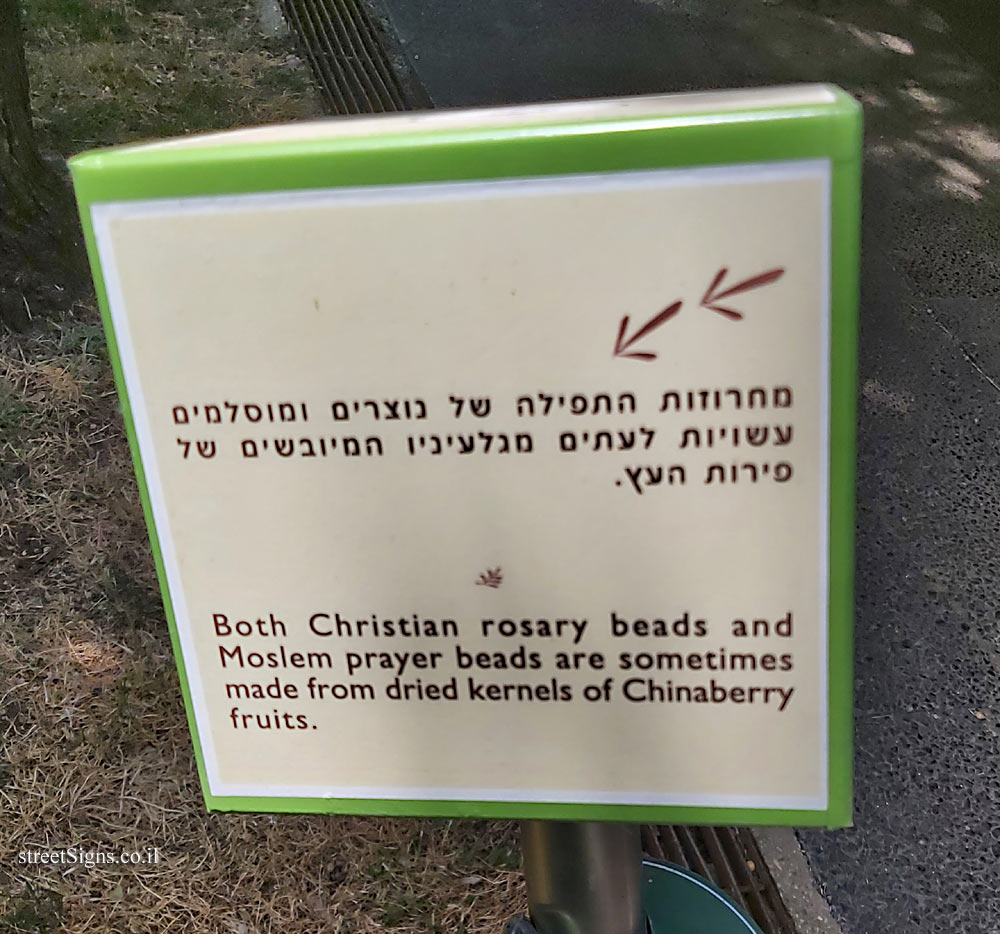 מחרוזות התפילה של נוצרים ומוסלמים
עשויות לעתים מגלעיניו המיובשים של
פירות העץ.
Both Christian rosary beads and
Moslem prayer beads are sometimes
made from dried kernels of Chinaberry
fruits.
streetSigns.co.il